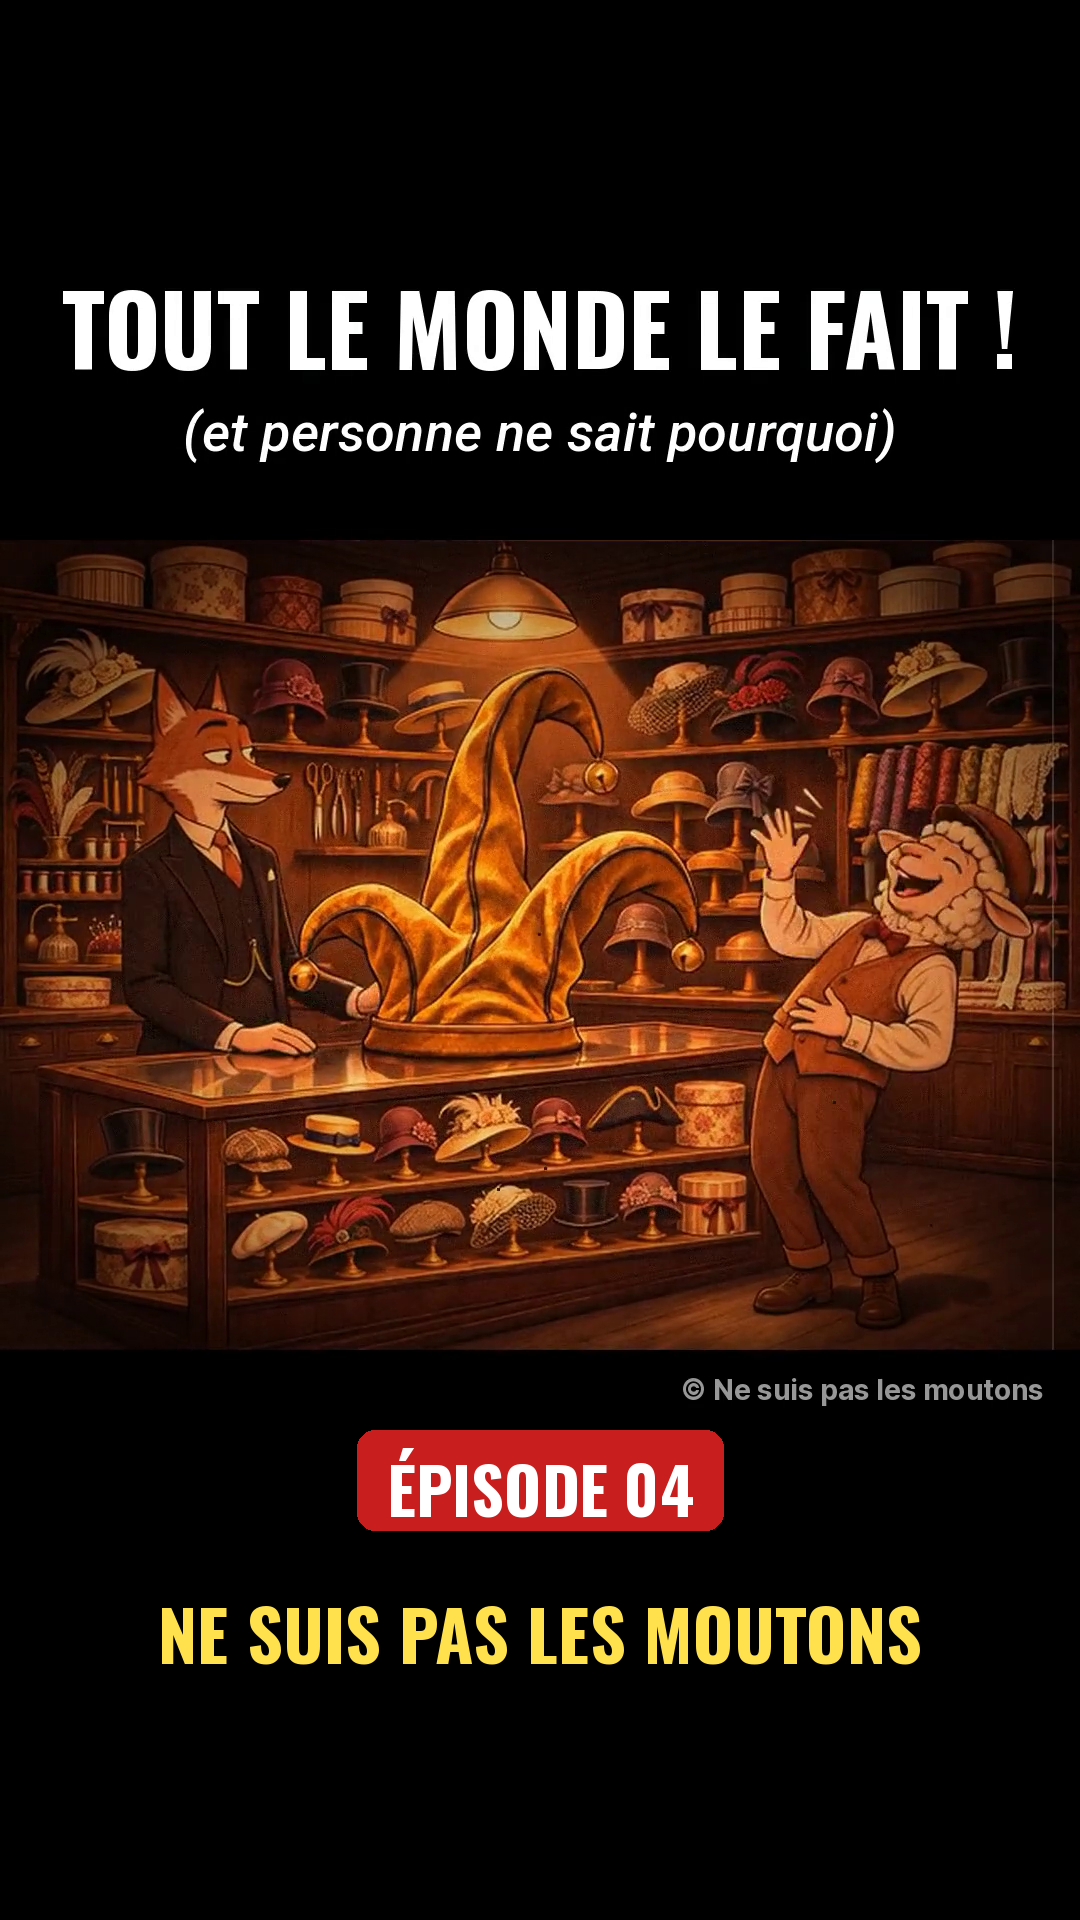 TOUT LE MONDE LE FAIT !
(et personne ne sait pourquoi)
© Ne suis pas les moutons
ÉPISODE 04
NE SUIS PAS LES MOUTONS